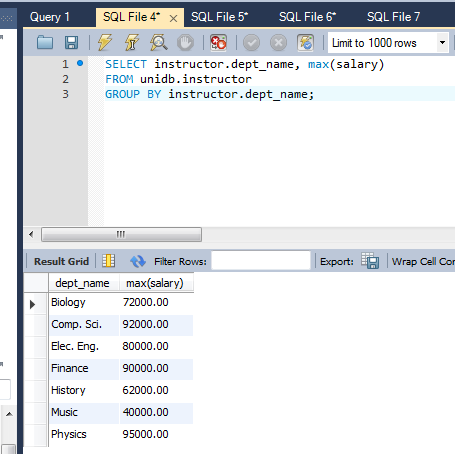 Query 1 SQL File 4* SQL File 5* SQL File 6* SQL File 7
Limit to 1000 rows
1 SELECT instructor.dept_name, max(salary)
2 FROM unidb.instructor
3 GROUP BY instructor.dept_name;
Result Grid Filter Rows: Export: Wrap Cell Con
dept_name max(salary)
Biology 72000.00
Comp. Sci. 92000.00
Elec. Eng. 80000.00
Finance 90000.00
History 62000.00
Music 40000.00
Physics 95000.00